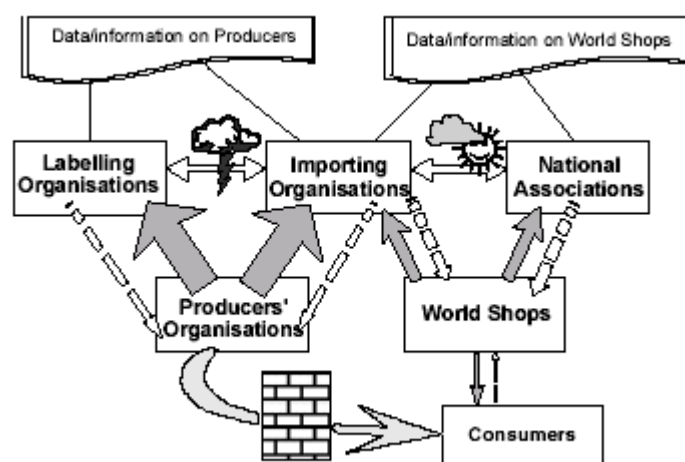 Data/information on Producers
Data/information on World Shops
Labelling
Organisations
Importing
Organisations
National
Associations
Producers'
Organisations
World Shops
Consumers